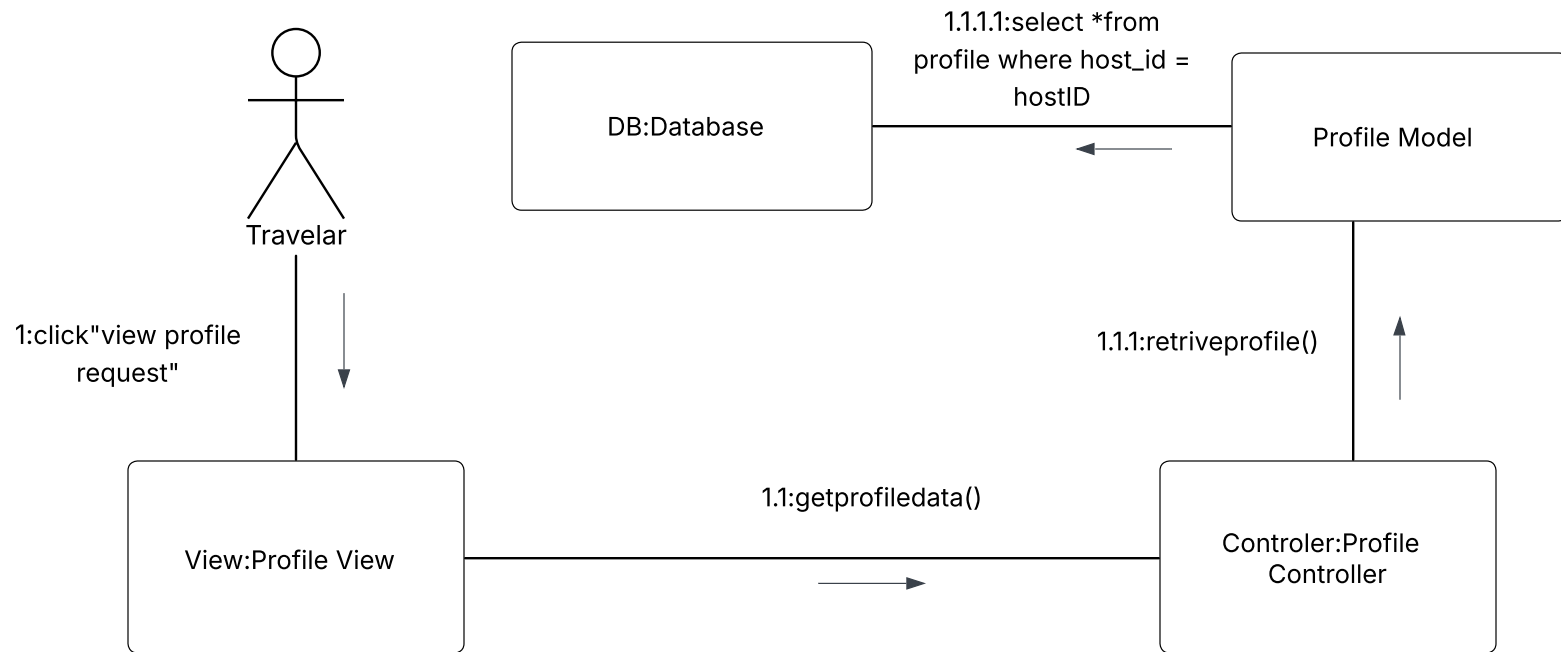 1.1.1.1:select *from
profile where host_id =
hostID
DB:Database
Profile Model
Travelar
1:click"view profile
request"
1.1.1:retriveprofile()
1.1:getprofiledata()
View:Profile View
Controler:Profile
Controller